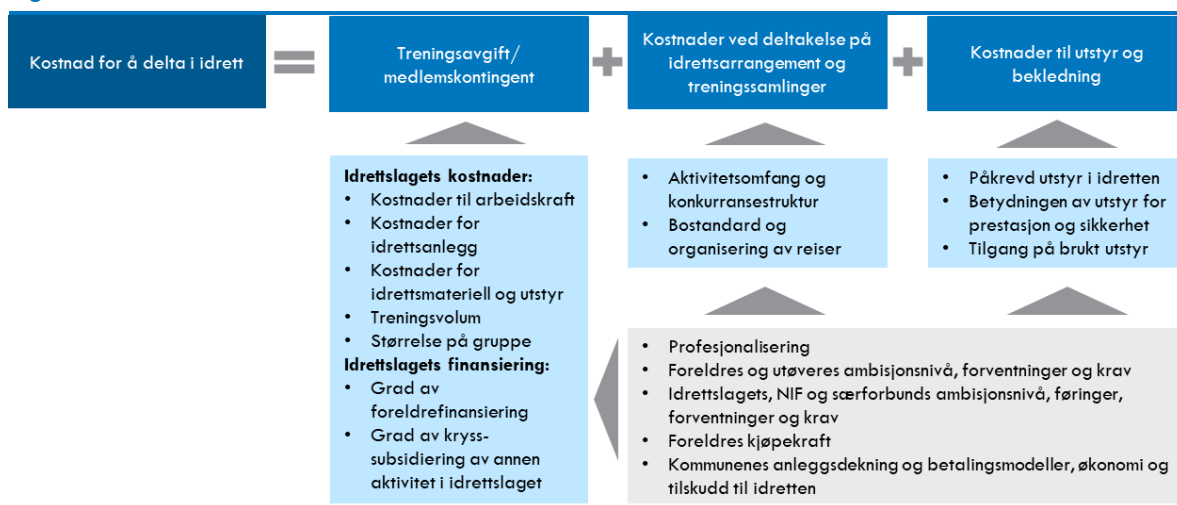 Kostnad for å delta i idrett
Treningsavgift/
medlemskontingent
Kostnader ved deltakelse på
idrettsarrangement og
treningssamlinger
Kostnader til utstyr og
bekledning
Idrettslagets kostnader:
• Kostnader til arbeidskraft
• Kostnader for
idrettsanlegg
• Kostnader for
idrettsmateriell og utstyr
• Treningsvolum
• Størrelse på gruppe
Idrettslagets finansiering:
• Grad av
foreldrefinansiering
• Grad av kryss-
subsidiering av annen
aktivitet i idrettslaget
• Aktivitetsomfang og
konkurransestruktur
• Bostandard og
organisering av reiser
• Påkrevd utstyr i idretten
• Betydningen av utstyr for
prestasjon og sikkerhet
• Tilgang på brukt utstyr
• Profesjonalisering
• Foreldres og utøveres ambisjonsnivå, forventninger og krav
• Idrettslagets, NIF og særforbunds ambisjonsnivå, føringer,
forventninger og krav
• Foreldres kjøpekraft
• Kommunenes anleggsdekning og betalingsmodeller, økonomi og
tilskudd til idretten